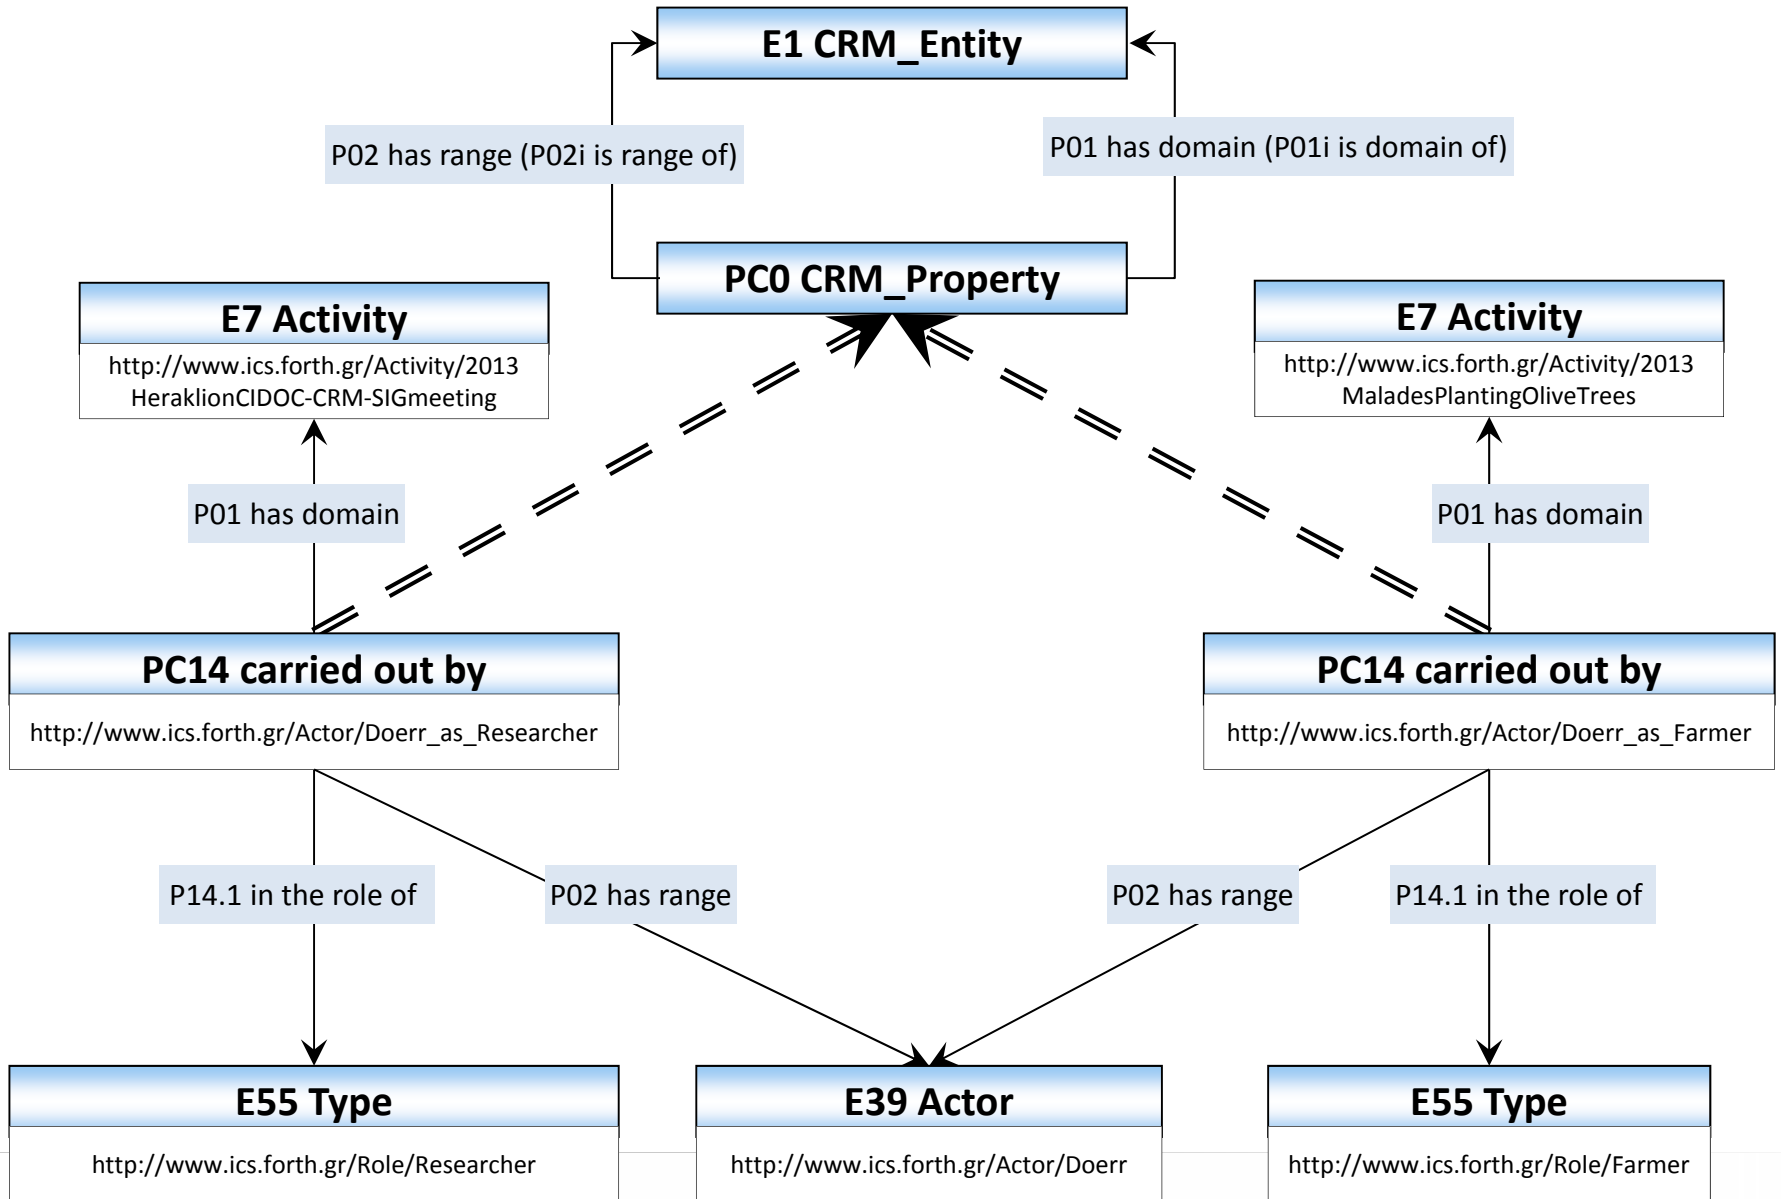 E1 CRM_Entity
P02 has range (P02i is range of)
P01 has domain (P01i is domain of)
PC0 CRM_Property
E7 Activity
http://www.ics.forth.gr/Activity/2013
HeraklionCIDOC-CRM-SIGmeeting
E7 Activity
http://www.ics.forth.gr/Activity/2013
MaladesPlantingOliveTrees
P01 has domain
P01 has domain
PC14 carried out by
http://www.ics.forth.gr/Actor/Doerr_as_Researcher
PC14 carried out by
http://www.ics.forth.gr/Actor/Doerr_as_Farmer
P14.1 in the role of
P02 has range
P02 has range
P14.1 in the role of
E55 Type
http://www.ics.forth.gr/Role/Researcher
E39 Actor
http://www.ics.forth.gr/Actor/Doerr
E55 Type
http://www.ics.forth.gr/Role/Farmer